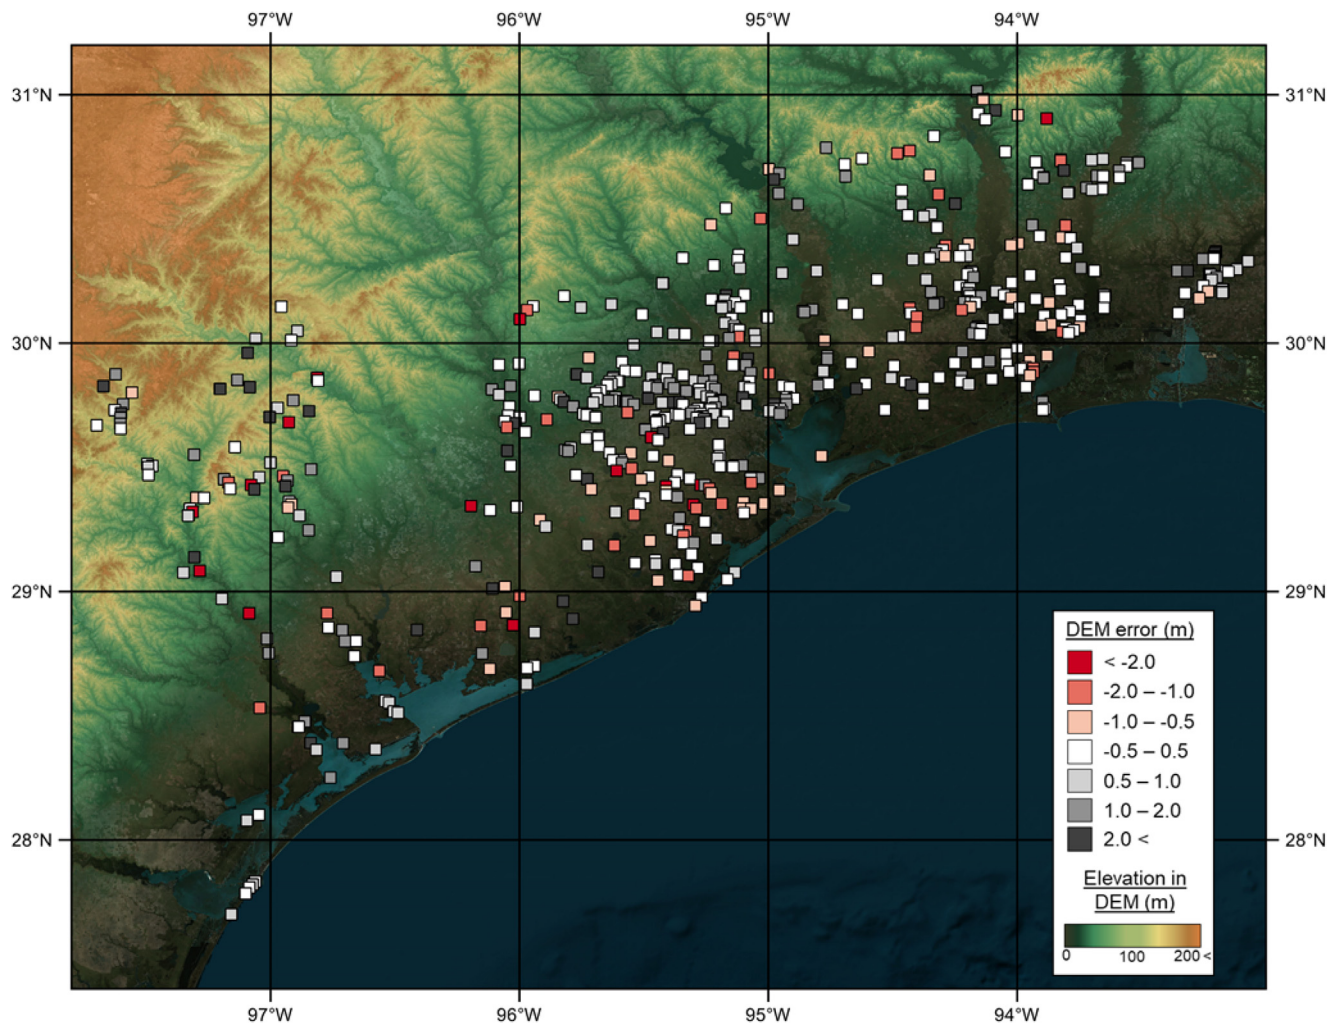 97°W 96°W 95°W 94°W
31°N 31°N
30°N 30°N
29°N 29°N
DEM error (m)
< -2.0
-2.0 – -1.0
-1.0 – -0.5
-0.5 – 0.5
0.5 – 1.0
1.0 – 2.0
2.0 <
28°N 28°N
Elevation in
DEM (m)
0 100 200 <
97°W 96°W 95°W 94°W